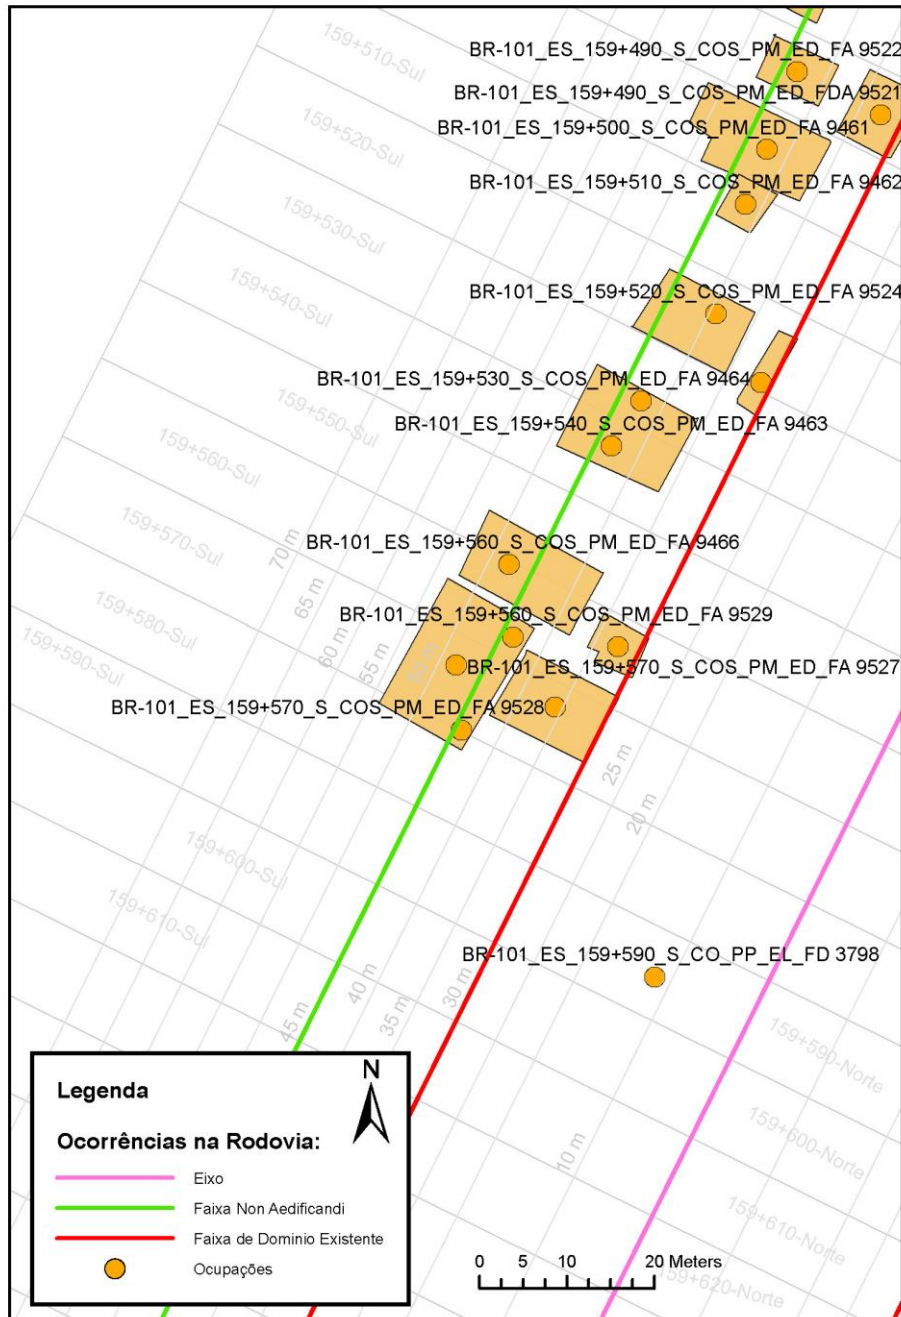 159+510-Sul
BR-101_ES_159+490_S_COS_PM_ED_FA 9522
BR-101_ES_159+490_S_COS_PM_ED_FDA 9521
159+520-Sul
BR-101_ES_159+500_S_COS_PM_ED_FA 9461
BR-101_ES_159+510_S_COS_PM_ED_FA 9462
159+530-Sul
159+540-Sul
BR-101_ES_159+520_S_COS_PM_ED_FA 9524
BR-101_ES_159+530_S_COS_PM_ED_FA 9464
159+550-Sul
BR-101_ES_159+540_S_COS_PM_ED_FA 9463
159+560-Sul
159+570-Sul
70 m
BR-101_ES_159+560_S_COS_PM_ED_FA 9466
65 m
159+580-Sul
BR-101_ES_159+560_S_COS_PM_ED_FA 9529
60 m
159+590-Sul
55 m
50 m
BR-101_ES_159+570_S_COS_PM_ED_FA 9527
BR-101_ES_159+570_S_COS_PM_ED_FA 9528
25 m
20 m
159+600-Sul
159+610-Sul
BR-101_ES_159+590_S_CO_PP_EL_FD 3798
45 m
40 m
35 m
30 m
159+590-Norte
159+600-Norte
10 m
159+610-Norte
159+620-Norte
N
Legenda
Ocorrências na Rodovia:
Eixo
Faixa Non Aedificandi
Faixa de Dominio Existente
Ocupações
0 5 10 20 Meters